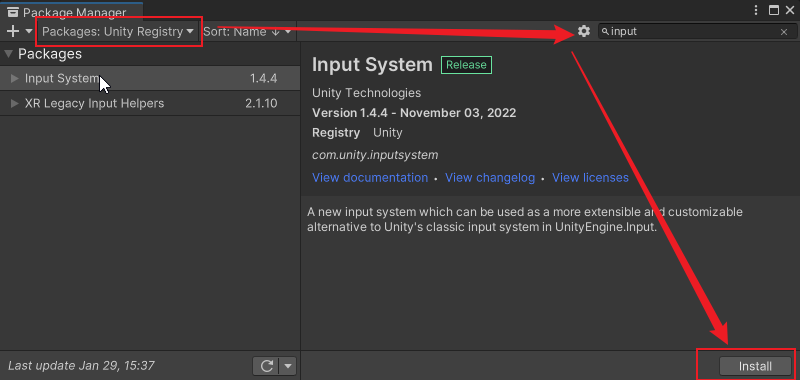 Package Manager
Packages: Unity Registry Sort: Name ↓ input
Packages
Input System 1.4.4
XR Legacy Input Helpers 2.1.10
Input System Release
Unity Technologies
Version 1.4.4 - November 03, 2022
Registry Unity
com.unity.inputsystem
View documentation • View changelog • View licenses
A new input system which can be used as a more extensible and customizable
alternative to Unity's classic input system in UnityEngine.Input.
Last update Jan 29, 15:37
Install